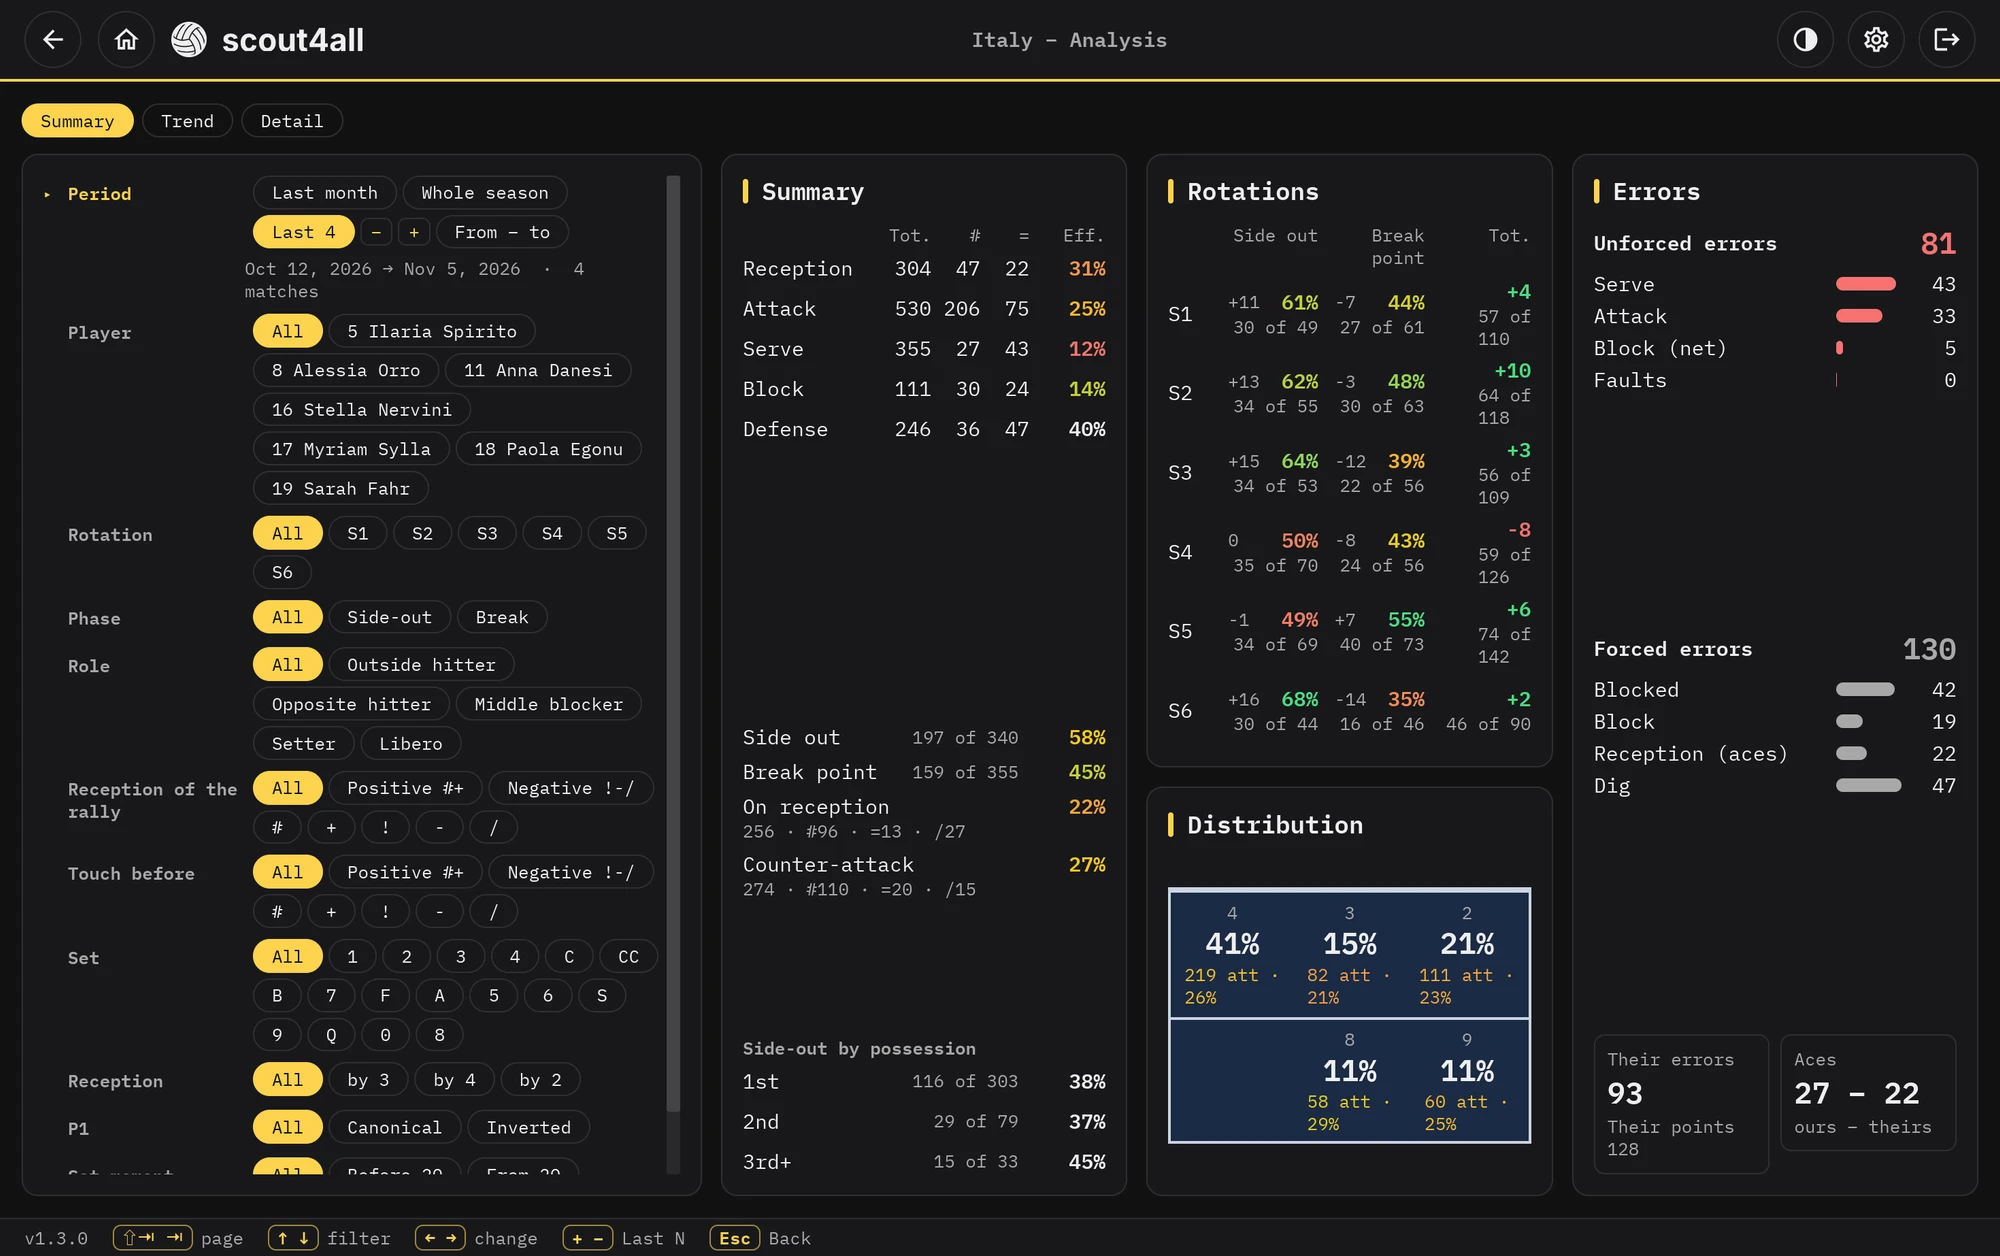 scout4all
Italy – Analysis
Summary Trend Detail
Period
Last month Whole season
Last 4 − + From – to
Oct 12, 2026 → Nov 5, 2026 · 4
matches
Player
All 5 Ilaria Spirito
8 Alessia Orro 11 Anna Danesi
16 Stella Nervini
17 Myriam Sylla 18 Paola Egonu
19 Sarah Fahr
Rotation
All S1 S2 S3 S4 S5
S6
Phase
All Side-out Break
Role
All Outside hitter
Opposite hitter Middle blocker
Setter Libero
Reception of the
rally
All Positive #+ Negative !-/
# + ! - /
Touch before
All Positive #+ Negative !-/
# + ! - /
Set
All 1 2 3 4 C CC
B 7 F A 5 6 S
9 Q 0 8
Reception
All by 3 by 4 by 2
P1
All Canonical Inverted
Set moment
All Before 20 From 20
Summary
Tot. # = Eff.
Reception 304 47 22 31%
Attack 530 206 75 25%
Serve 355 27 43 12%
Block 111 30 24 14%
Defense 246 36 47 40%
Side out 197 of 340 58%
Break point 159 of 355 45%
On reception 22%
256 · #96 · =13 · /27
Counter-attack 27%
274 · #110 · =20 · /15
Side-out by possession
1st 116 of 303 38%
2nd 29 of 79 37%
3rd+ 15 of 33 45%
Rotations
Side out Break Tot.
point
S1 +11 61% -7 44% +4
30 of 49 27 of 61 57 of
110
S2 +13 62% -3 48% +10
34 of 55 30 of 63 64 of
118
S3 +15 64% -12 39% +3
34 of 53 22 of 56 56 of
109
S4 0 50% -8 43% -8
35 of 70 24 of 56 59 of
126
S5 -1 49% +7 55% +6
34 of 69 40 of 73 74 of
142
S6 +16 68% -14 35% +2
30 of 44 16 of 46 46 of 90
Distribution
4 3 2
41% 15% 21%
219 att · 82 att · 111 att ·
26% 21% 23%
8 9
11% 11%
58 att · 60 att ·
29% 25%
Errors
Unforced errors 81
Serve 43
Attack 33
Block (net) 5
Faults 0
Forced errors 130
Blocked 42
Block 19
Reception (aces) 22
Dig 47
Their errors
93
Their points
128
Aces
27 – 22
ours – theirs
v1.3.0 ⇧⇥ ⇥ page ↑ ↓ filter ← → change + − Last N Esc Back